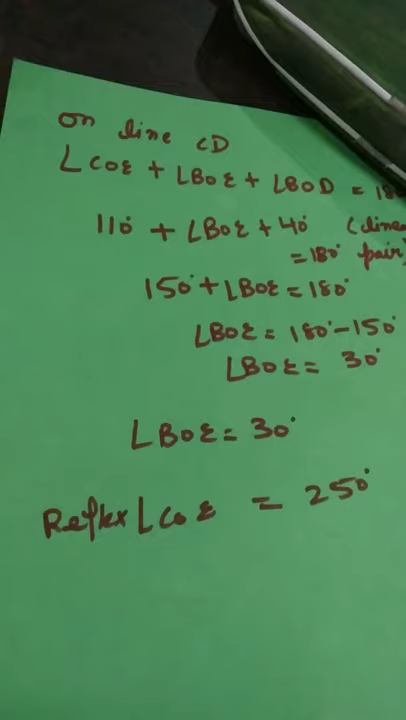 on line CD
∠COE + ∠BOE + ∠BOD = 18
110° + ∠BOE + 40° (linea
= 180° pair)
150° + ∠BOE = 180°
∠BOE = 180° - 150°
∠BOE = 30°
∠BOE = 30°
Reflex ∠COE = 250°